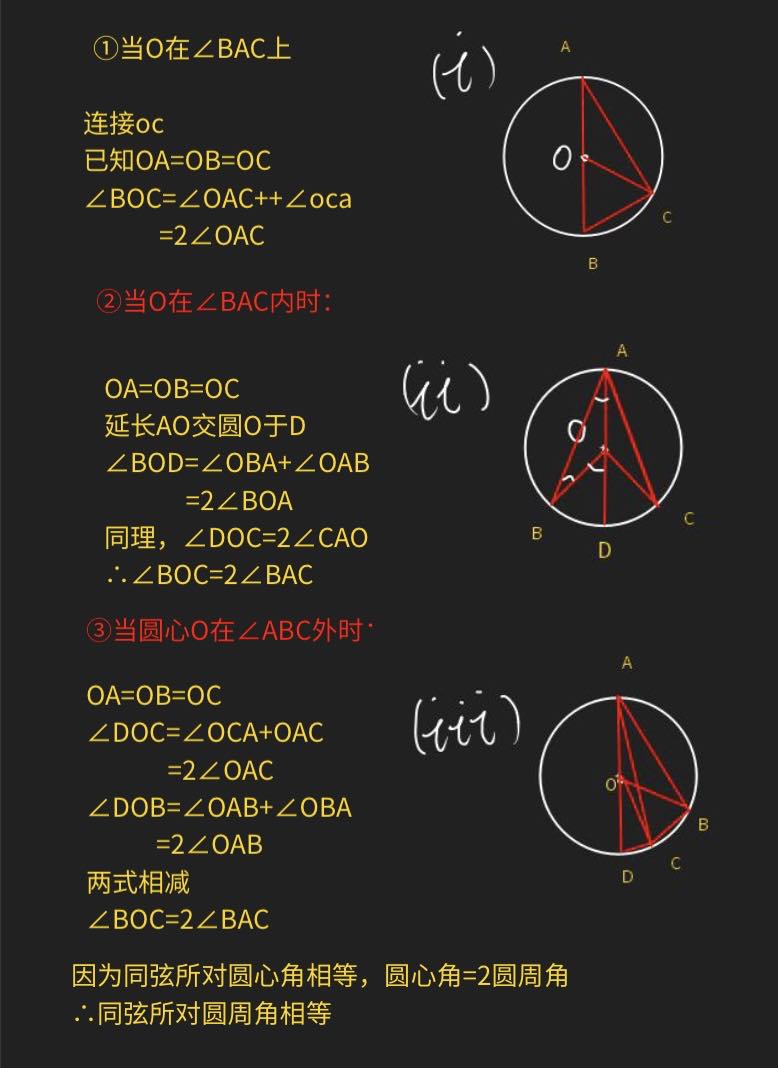 ①当O在∠BAC上
连接oc
已知OA=OB=OC
∠BOC=∠OAC++∠oca
=2∠OAC
(i)
A
O
C
B
②当O在∠BAC内时：
OA=OB=OC
延长AO交圆O于D
∠BOD=∠OBA+∠OAB
=2∠BOA
同理，∠DOC=2∠CAO
∴∠BOC=2∠BAC
(ii)
A
O
B
C
D
③当圆心O在∠ABC外时·
OA=OB=OC
∠DOC=∠OCA+OAC
=2∠OAC
∠DOB=∠OAB+∠OBA
=2∠OAB
两式相减
∠BOC=2∠BAC
(iii)
A
O
B
C
D
因为同弦所对圆心角相等，圆心角=2圆周角
∴同弦所对圆周角相等